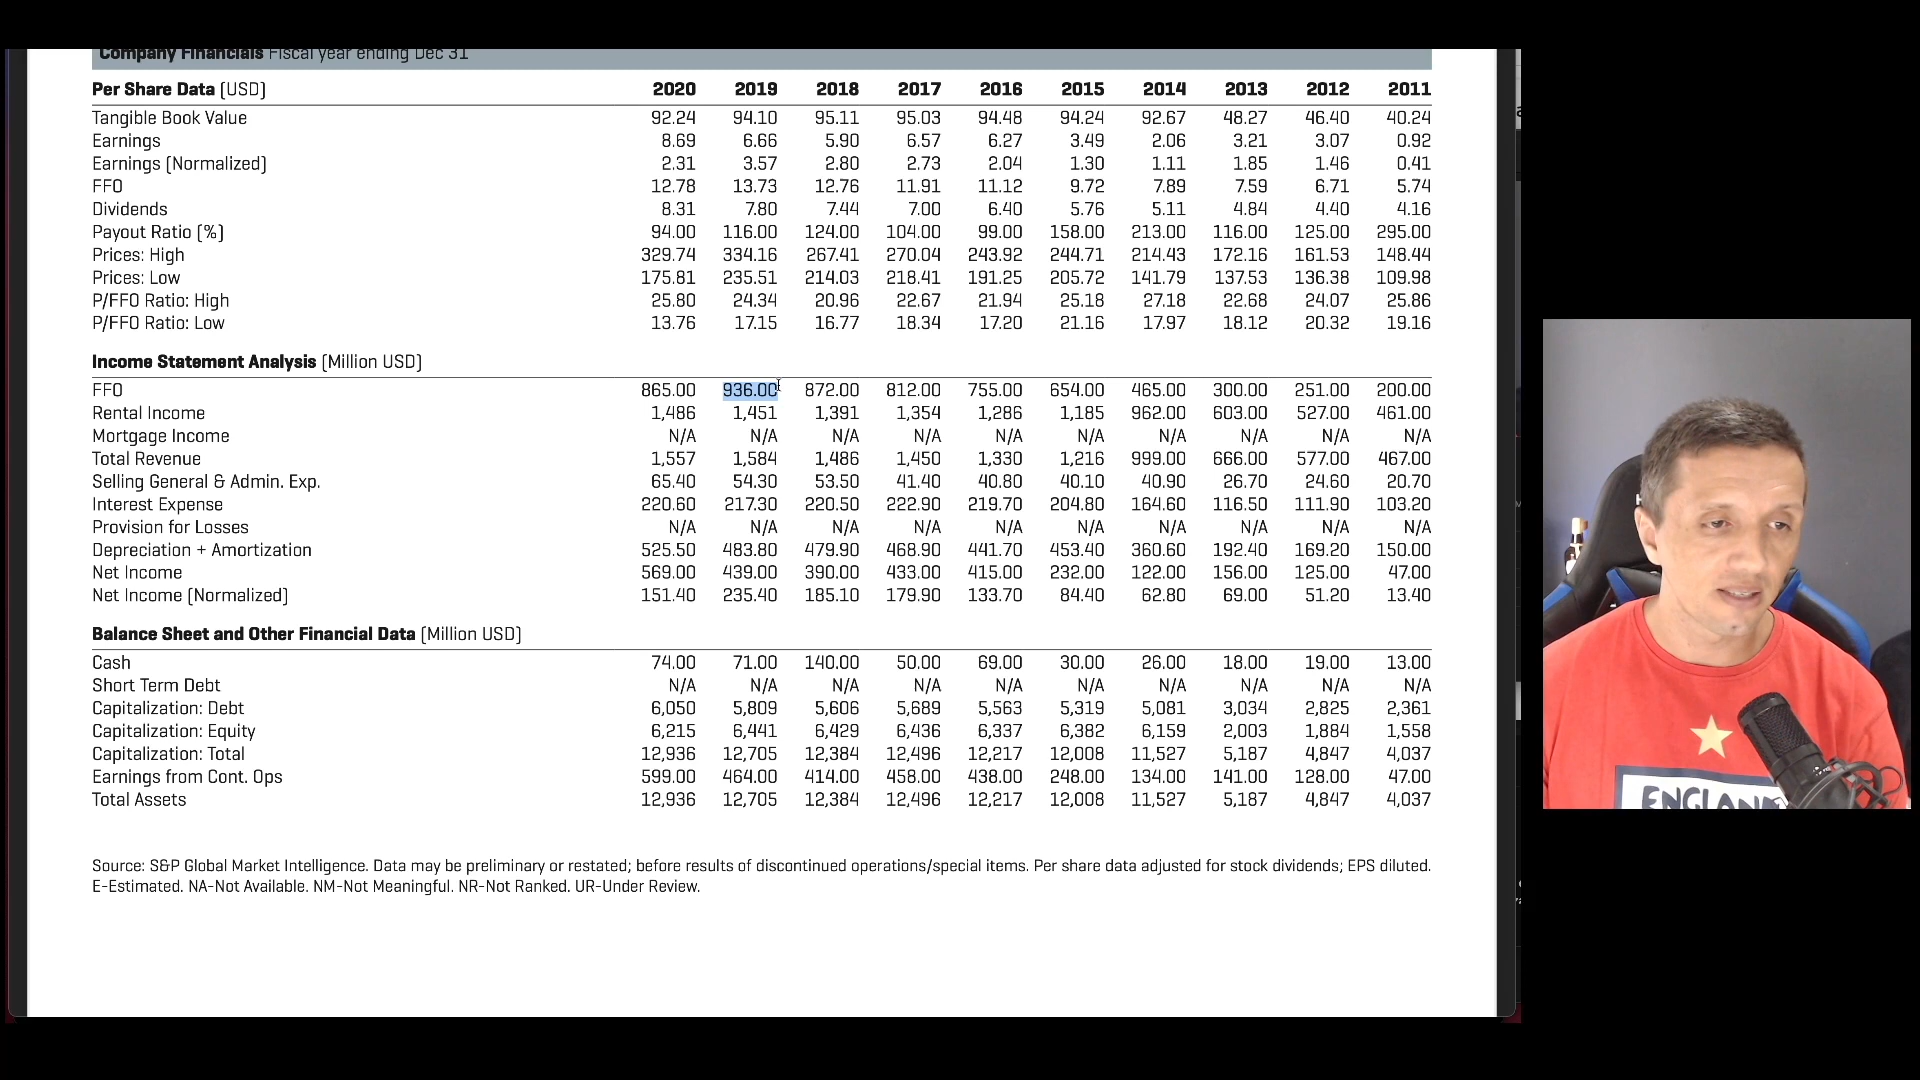 Company Financials Fiscal year ending Dec 31
Per Share Data (USD) 2020 2019 2018 2017 2016 2015 2014 2013 2012 2011
Tangible Book Value 92.24 94.10 95.11 95.03 94.48 94.24 92.67 48.27 46.40 40.24
Earnings 8.69 6.66 5.90 6.57 6.27 3.49 2.06 3.21 3.07 0.92
Earnings (Normalized) 2.31 3.57 2.80 2.73 2.04 1.30 1.11 1.85 1.46 0.41
FFO 12.78 13.73 12.76 11.91 11.12 9.72 7.89 7.59 6.71 5.74
Dividends 8.31 7.80 7.44 7.00 6.40 5.76 5.11 4.84 4.40 4.16
Payout Ratio (%) 94.00 116.00 124.00 104.00 99.00 158.00 213.00 116.00 125.00 295.00
Prices: High 329.74 334.16 267.41 270.04 243.92 244.71 214.43 172.16 161.53 148.44
Prices: Low 175.81 235.51 214.03 218.41 191.25 205.72 141.79 137.53 136.38 109.98
P/FFO Ratio: High 25.80 24.34 20.96 22.67 21.94 25.18 27.18 22.68 24.07 25.86
P/FFO Ratio: Low 13.76 17.15 16.77 18.34 17.20 21.16 17.97 18.12 20.32 19.16
Income Statement Analysis (Million USD)
FFO 865.00 936.00 872.00 812.00 755.00 654.00 465.00 300.00 251.00 200.00
Rental Income 1,486 1,451 1,391 1,354 1,286 1,185 962.00 603.00 527.00 461.00
Mortgage Income N/A N/A N/A N/A N/A N/A N/A N/A N/A N/A
Total Revenue 1,557 1,584 1,486 1,450 1,330 1,216 999.00 666.00 577.00 467.00
Selling General & Admin. Exp. 65.40 54.30 53.50 41.40 40.80 40.10 40.90 26.70 24.60 20.70
Interest Expense 220.60 217.30 220.50 222.90 219.70 204.80 164.60 116.50 111.90 103.20
Provision for Losses N/A N/A N/A N/A N/A N/A N/A N/A N/A N/A
Depreciation + Amortization 525.50 483.80 479.90 468.90 441.70 453.40 360.60 192.40 169.20 150.00
Net Income 569.00 439.00 390.00 433.00 415.00 232.00 122.00 156.00 125.00 47.00
Net Income (Normalized) 151.40 235.40 185.10 179.90 133.70 84.40 62.80 69.00 51.20 13.40
Balance Sheet and Other Financial Data (Million USD)
Cash 74.00 71.00 140.00 50.00 69.00 30.00 26.00 18.00 19.00 13.00
Short Term Debt N/A N/A N/A N/A N/A N/A N/A N/A N/A N/A
Capitalization: Debt 6,050 5,809 5,606 5,689 5,563 5,319 5,081 3,034 2,825 2,361
Capitalization: Equity 6,215 6,441 6,429 6,436 6,337 6,382 6,159 2,003 1,884 1,558
Capitalization: Total 12,936 12,705 12,384 12,496 12,217 12,008 11,527 5,187 4,847 4,037
Earnings from Cont. Ops 599.00 464.00 414.00 458.00 438.00 248.00 134.00 141.00 128.00 47.00
Total Assets 12,936 12,705 12,384 12,496 12,217 12,008 11,527 5,187 4,847 4,037
Source: S&P Global Market Intelligence. Data may be preliminary or restated; before results of discontinued operations/special items. Per share data adjusted for stock dividends; EPS diluted.
E-Estimated. NA-Not Available. NM-Not Meaningful. NR-Not Ranked. UR-Under Review.
ENGLAND